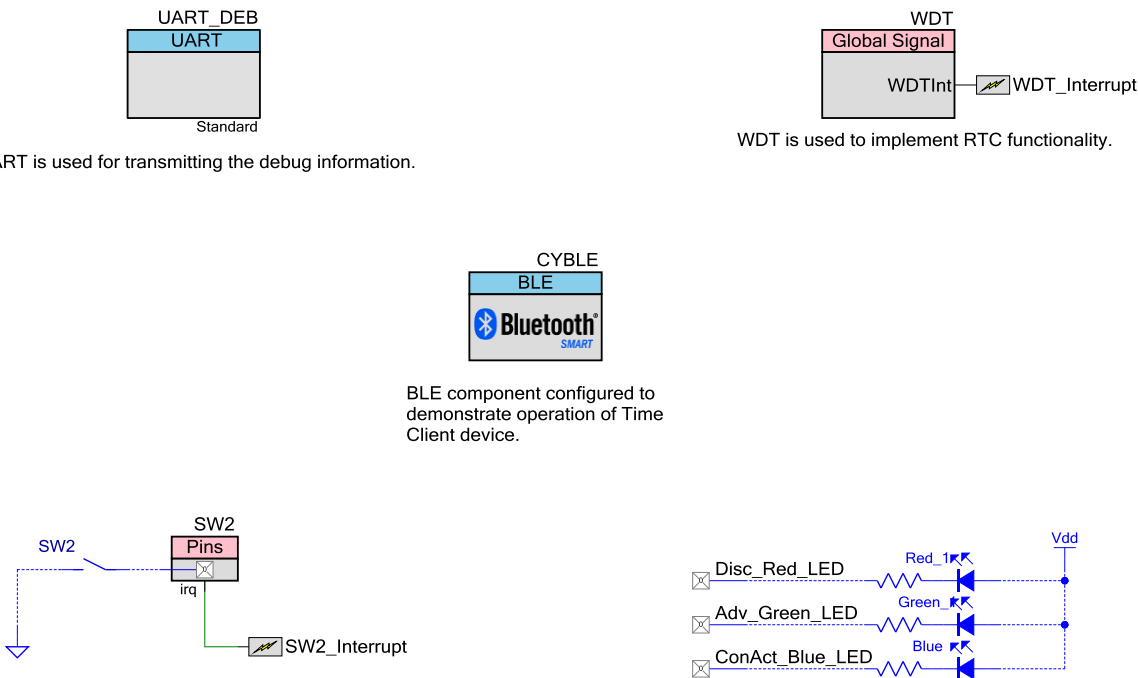 UART_DEB
UART
Standard
ART is used for transmitting the debug information.
WDT
Global Signal
WDTInt
WDT_Interrupt
WDT is used to implement RTC functionality.
CYBLE
BLE
Bluetooth®
SMART
BLE component configured to
demonstrate operation of Time
Client device.
SW2
SW2
Pins
irq
SW2_Interrupt
Vdd
Red_1
Disc_Red_LED
Green_
Adv_Green_LED
Blue
ConAct_Blue_LED